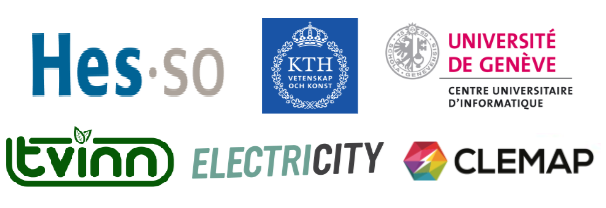 Hes·so
KTH
VETENSKAP
OCH KONST
UNIVERSITÉ
DE GENÈVE
CENTRE UNIVERSITAIRE
D'INFORMATIQUE
tvinn
ELECTRICITY
CLEMAP